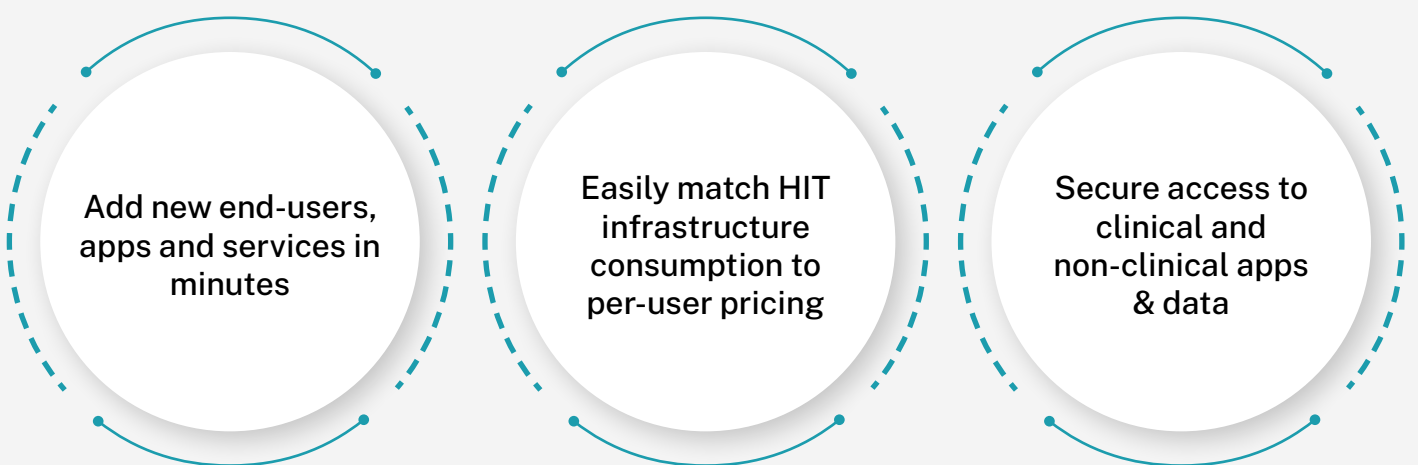 Add new end-users,
apps and services in
minutes
Easily match HIT
infrastructure
consumption to
per-user pricing
Secure access to
clinical and
non-clinical apps
& data